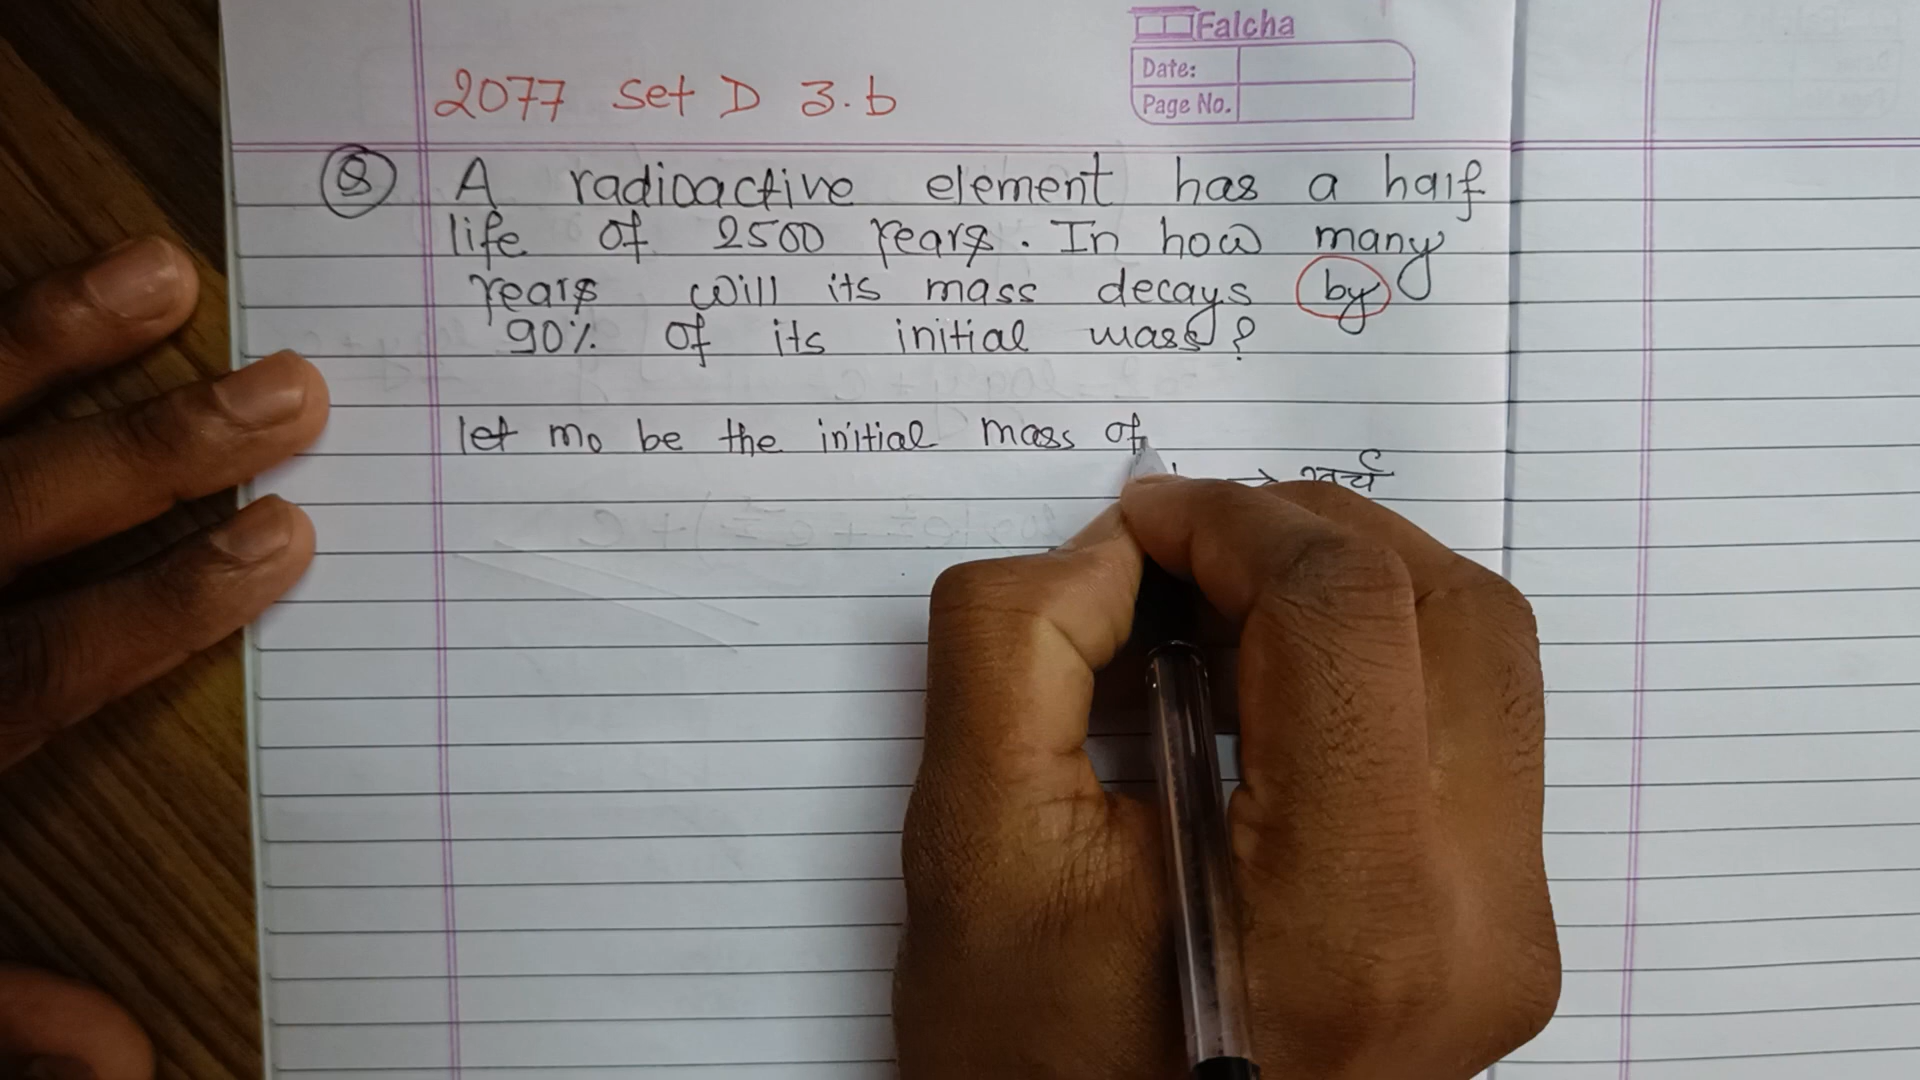 Falcha
Date:
Page No.
2077 set D 3.b
Q A radioactive element has a half
life of 2500 years. In how many
years will its mass decays by
90% of its initial mass?
let m0 be the initial mass of
→ खर्च